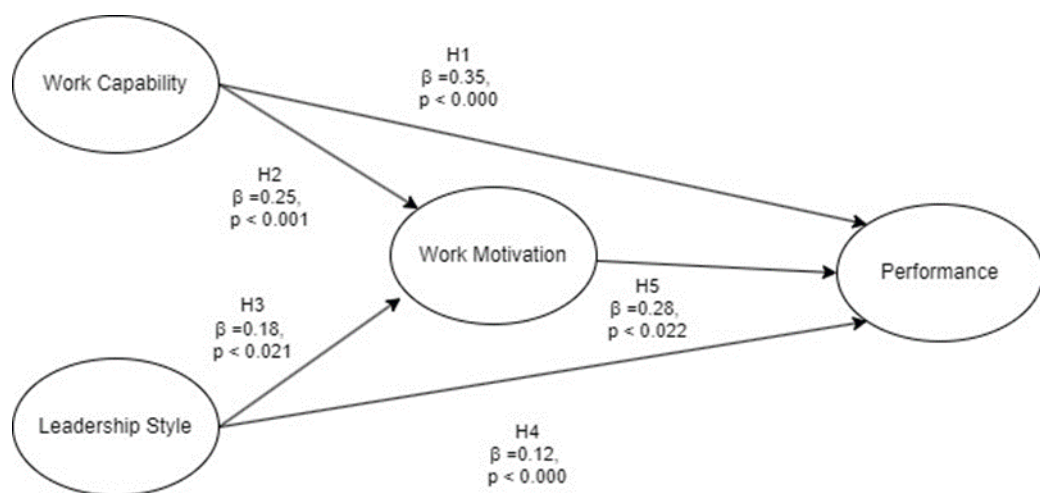 Work Capability
H1
β =0.35,
p < 0.000
H2
β =0.25,
p < 0.001
Work Motivation
Performance
H3
β =0.18,
p < 0.021
H5
β =0.28,
p < 0.022
Leadership Style
H4
β =0.12,
p < 0.000